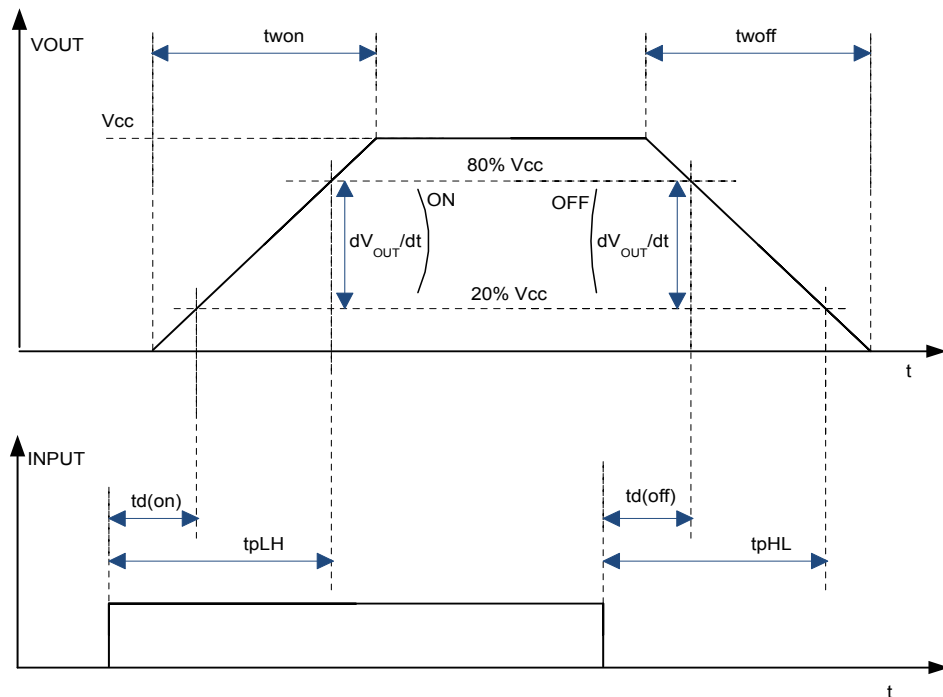 twon
twoff
VOUT
Vcc
80% Vcc
ON
OFF
dVOUT/dt
dVOUT/dt
20% Vcc
t
INPUT
td(on)
td(off)
tpLH
tpHL
t